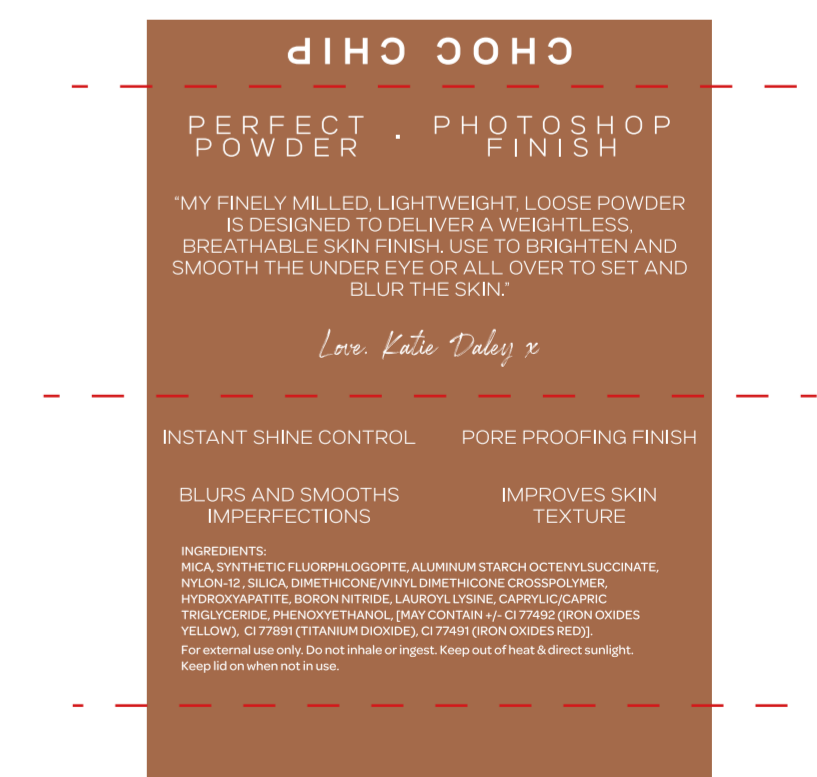 CHOC CHIP
PERFECT POWDER . PHOTOSHOP FINISH
“MY FINELY MILLED, LIGHTWEIGHT, LOOSE POWDER
IS DESIGNED TO DELIVER A WEIGHTLESS,
BREATHABLE SKIN FINISH. USE TO BRIGHTEN AND
SMOOTH THE UNDER EYE OR ALL OVER TO SET AND
BLUR THE SKIN.”
Love. Katie Daley x
INSTANT SHINE CONTROL
PORE PROOFING FINISH
BLURS AND SMOOTHS
IMPERFECTIONS
IMPROVES SKIN
TEXTURE
INGREDIENTS:
MICA, SYNTHETIC FLUORPHLOGOPITE, ALUMINUM STARCH OCTENYLSUCCINATE,
NYLON-12 , SILICA, DIMETHICONE/VINYL DIMETHICONE CROSSPOLYMER,
HYDROXYAPATITE, BORON NITRIDE, LAUROYL LYSINE, CAPRYLIC/CAPRIC
TRIGLYCERIDE, PHENOXYETHANOL, [MAY CONTAIN +/- CI 77492 (IRON OXIDES
YELLOW), CI 77891 (TITANIUM DIOXIDE), CI 77491 (IRON OXIDES RED)].
For external use only. Do not inhale or ingest. Keep out of heat & direct sunlight.
Keep lid on when not in use.